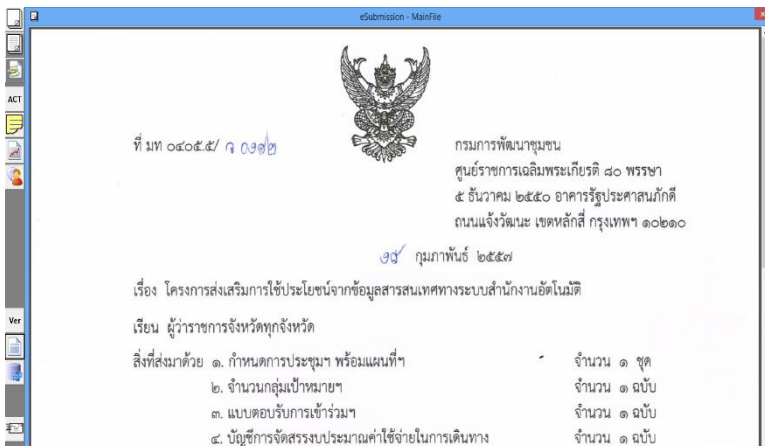 eSubmission - MainFile
ACT
ที่ มท ๐๔๐๕.๕/ ว
กรมการพัฒนาชุมชน
ศูนย์ราชการเฉลิมพระเกียรติ ๘๐ พรรษา
๕ ธันวาคม ๒๕๕๐ อาคารรัฐประศาสนภักดี
ถนนแจ้งวัฒนะ เขตหลักสี่ กรุงเทพฯ ๑๐๒๑๐
กุมภาพันธ์ ๒๕๕๗
เรื่อง โครงการส่งเสริมการใช้ประโยชน์จากข้อมูลสารสนเทศทางระบบสำนักงานอัตโนมัติ
เรียน ผู้ว่าราชการจังหวัดทุกจังหวัด
Ver
สิ่งที่ส่งมาด้วย ๑. กำหนดการประชุมฯ พร้อมแผนที่ฯ จำนวน ๑ ชุด
๒. จำนวนกลุ่มเป้าหมายฯ จำนวน ๑ ฉบับ
๓. แบบตอบรับการเข้าร่วมฯ จำนวน ๑ ฉบับ
๔. บัญชีการจัดสรรงบประมาณค่าใช้จ่ายในการเดินทาง จำนวน ๑ ฉบับ